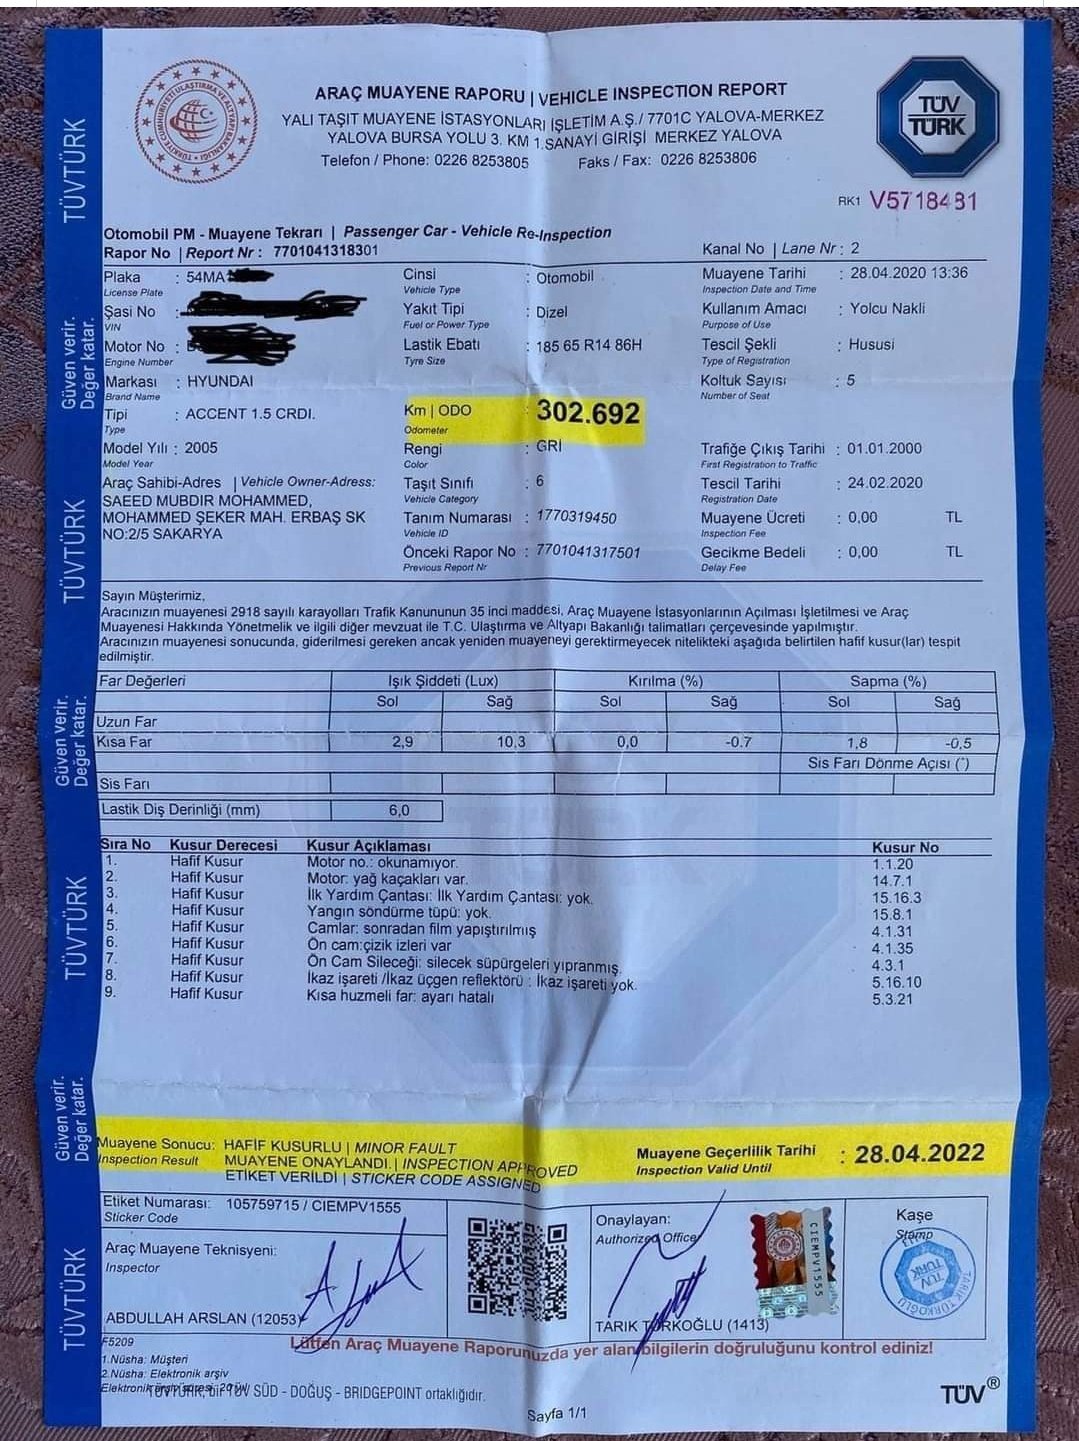 ARAÇ MUAYENE RAPORU | VEHICLE INSPECTION REPORT
YALI TAŞIT MUAYENE İSTASYONLARI İŞLETİM A.Ş./ 7701C YALOVA-MERKEZ
YALOVA BURSA YOLU 3. KM 1.SANAYİ GİRİŞİ MERKEZ YALOVA
Telefon / Phone: 0226 8253805 Faks / Fax: 0226 8253806
TÜV TÜRK
RK1 V5718481
Otomobil PM - Muayene Tekrarı | Passenger Car - Vehicle Re-Inspection
Rapor No | Report Nr : 7701041318301 Kanal No | Lane Nr : 2
Plaka : 54MA Cinsi : Otomobil Muayene Tarihi : 28.04.2020 13:36
License Plate Vehicle Type Inspection Date and Time
Şasi No : Yakıt Tipi : Dizel Kullanım Amacı : Yolcu Nakli
VIN Fuel or Power Type Purpose of Use
Motor No : Lastik Ebatı : 185 65 R14 86H Tescil Şekli : Hususi
Engine Number Tyre Size Type of Registration
Markası : HYUNDAI Koltuk Sayısı : 5
Brand Name Number of Seat
Tipi : ACCENT 1.5 CRDI. Km | ODO : 302.692
Type Odometer
Model Yılı : 2005 Rengi : GRİ Trafiğe Çıkış Tarihi : 01.01.2000
Model Year Color First Registration to Traffic
Araç Sahibi-Adres | Vehicle Owner-Adress: Taşıt Sınıfı : 6 Tescil Tarihi : 24.02.2020
SAEED MUBDIR MOHAMMED, Vehicle Category Registration Date
MOHAMMED ŞEKER MAH. ERBAŞ SK Tanım Numarası : 1770319450 Muayene Ücreti : 0,00 TL
NO:2/5 SAKARYA Vehicle ID Inspection Fee
Önceki Rapor No : 7701041317501 Gecikme Bedeli : 0,00 TL
Previous Report Nr Delay Fee
Sayın Müşterimiz,
Aracınızın muayenesi 2918 sayılı karayolları Trafik Kanununun 35 inci maddesi, Araç Muayene İstasyonlarının Açılması İşletilmesi ve Araç
Muayenesi Hakkında Yönetmelik ve ilgili diğer mevzuat ile T.C. Ulaştırma ve Altyapı Bakanlığı talimatları çerçevesinde yapılmıştır.
Aracınızın muayenesi sonucunda, giderilmesi gereken ancak yeniden muayeneyi gerektirmeyecek nitelikteki aşağıda belirtilen hafif kusur(lar) tespit
edilmiştir.
Far Değerleri Işık Şiddeti (Lux) Kırılma (%) Sapma (%)
Sol Sağ Sol Sağ Sol Sağ
Uzun Far
Kısa Far 2,9 10,3 0,0 -0.7 1,8 -0,5
Sis Farı Dönme Açısı (°)
Sis Farı
Lastik Diş Derinliği (mm) 6,0
Sıra No Kusur Derecesi Kusur Açıklaması Kusur No
1. Hafif Kusur Motor no.: okunamıyor. 1.1.20
2. Hafif Kusur Motor: yağ kaçakları var. 14.7.1
3. Hafif Kusur İlk Yardım Çantası: İlk Yardım Çantası: yok. 15.16.3
4. Hafif Kusur Yangın söndürme tüpü: yok. 15.8.1
5. Hafif Kusur Camlar: sonradan film yapıştırılmış 4.1.31
6. Hafif Kusur Ön cam:çizik izleri var 4.1.35
7. Hafif Kusur Ön Cam Sileceği: silecek süpürgeleri yıpranmış. 4.3.1
8. Hafif Kusur İkaz işareti /İkaz üçgen reflektörü : İkaz işareti yok. 5.16.10
9. Hafif Kusur Kısa huzmeli far: ayarı hatalı 5.3.21
Muayene Sonucu: HAFİF KUSURLU | MINOR FAULT Muayene Geçerlilik Tarihi : 28.04.2022
Inspection Result MUAYENE ONAYLANDI. | INSPECTION APPROVED Inspection Valid Until
ETİKET VERİLDİ | STICKER CODE ASSIGNED
Etiket Numarası: 105759715 / CIEMPV1555
Sticker Code
Araç Muayene Teknisyeni:
Inspector
ABDULLAH ARSLAN (12053)
Onaylayan:
Authorized Office
TARIK TÜRKOĞLU (1413)
CIEMPV1555
Kaşe
Stamp
TÜV TÜRK
TARIK TÜRKOĞLU
F5209
Lütfen Araç Muayene Raporunuzda yer alan bilgilerin doğruluğunu kontrol ediniz!
1.Nüsha: Müşteri
2.Nüsha: Elektronik arşiv
Elektronik arşiv süresi: 20 yıl
TÜVTÜRK, bir TÜV SÜD - DOĞUŞ - BRIDGEPOINT ortaklığıdır.
TÜV®
Sayfa 1/1
TÜVTÜRK
Güven verir.
Değer katar.
TÜVTÜRK
Güven verir.
Değer katar.
TÜVTÜRK
Güven verir.
Değer katar.
TÜVTÜRK